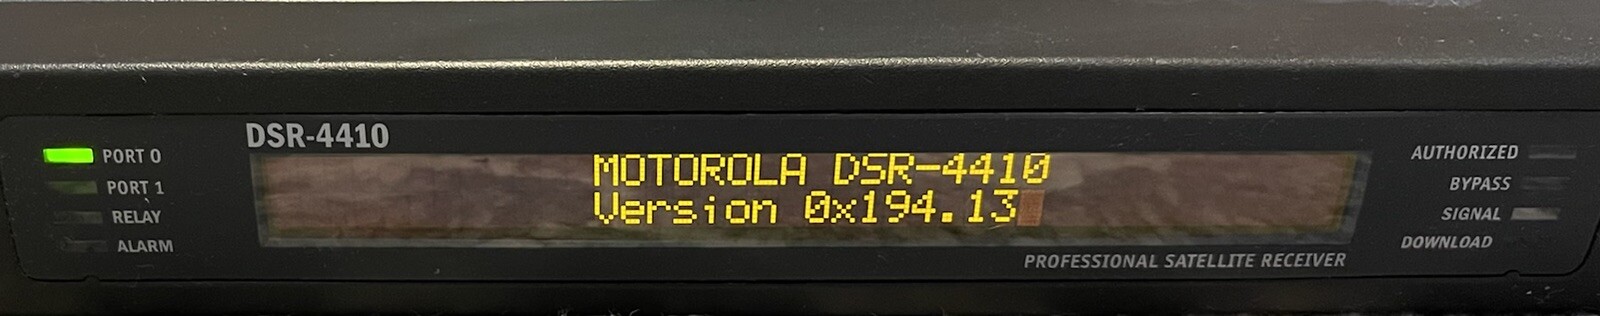 DSR-4410
PORT 0
PORT 1
RELAY
ALARM
MOTOROLA DSR-4410
Version 0x194.13
AUTHORIZED
BYPASS
SIGNAL
DOWNLOAD
PROFESSIONAL SATELLITE RECEIVER